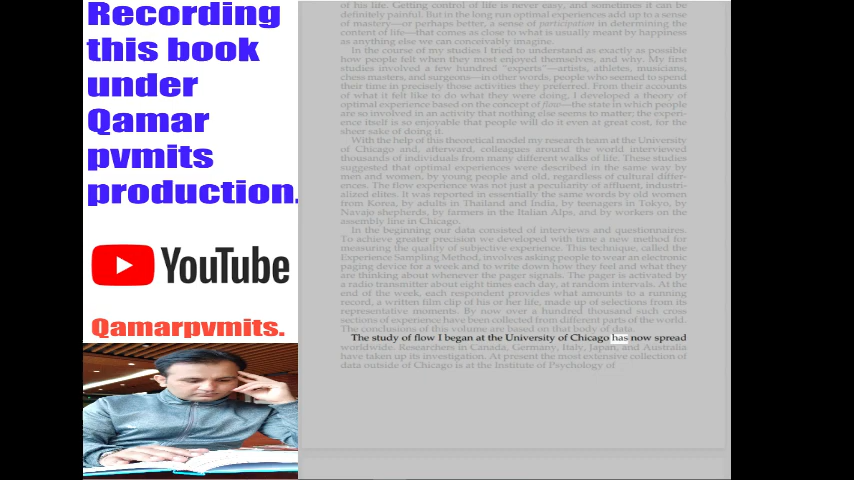 Recording
this book
under
Qamar
pvmits
production.
YouTube
Qamarpvmits.
of his life. Getting control of life is never easy, and sometimes it can be
definitely painful. But in the long run optimal experiences add up to a sense
of mastery—or perhaps better, a sense of participation in determining the
content of life—that comes as close to what is usually meant by happiness
as anything else we can conceivably imagine.
In the course of my studies I tried to understand as exactly as possible
how people felt when they most enjoyed themselves, and why. My first
studies involved a few hundred "experts"—artists, athletes, musicians,
chess masters, and surgeons—in other words, people who seemed to spend
their time in precisely those activities they preferred. From their accounts
of what it felt like to do what they were doing, I developed a theory of
optimal experience based on the concept of flow—the state in which people
are so involved in an activity that nothing else seems to matter; the experi-
ence itself is so enjoyable that people will do it even at great cost, for the
sheer sake of doing it.
With the help of this theoretical model my research team at the University
of Chicago and, afterward, colleagues around the world interviewed
thousands of individuals from many different walks of life. These studies
suggested that optimal experiences were described in the same way by
men and women, by young people and old, regardless of cultural differ-
ences. The flow experience was not just a peculiarity of affluent, industri-
alized elites. It was reported in essentially the same words by old women
from Korea, by adults in Thailand and India, by teenagers in Tokyo, by
Navajo shepherds, by farmers in the Italian Alps, and by workers on the
assembly line in Chicago.
In the beginning our data consisted of interviews and questionnaires.
To achieve greater precision we developed with time a new method for
measuring the quality of subjective experience. This technique, called the
Experience Sampling Method, involves asking people to wear an electronic
paging device for a week and to write down how they feel and what they
are thinking about whenever the pager signals. The pager is activated by
a radio transmitter about eight times each day, at random intervals. At the
end of the week, each respondent provides what amounts to a running
record, a written film clip of his or her life, made up of selections from its
representative moments. By now over a hundred thousand such cross
sections of experience have been collected from different parts of the world.
The conclusions of this volume are based on that body of data.
The study of flow I began at the University of Chicago has now spread
worldwide. Researchers in Canada, Germany, Italy, Japan, and Australia
have taken up its investigation. At present the most extensive collection of
data outside of Chicago is at the Institute of Psychology of